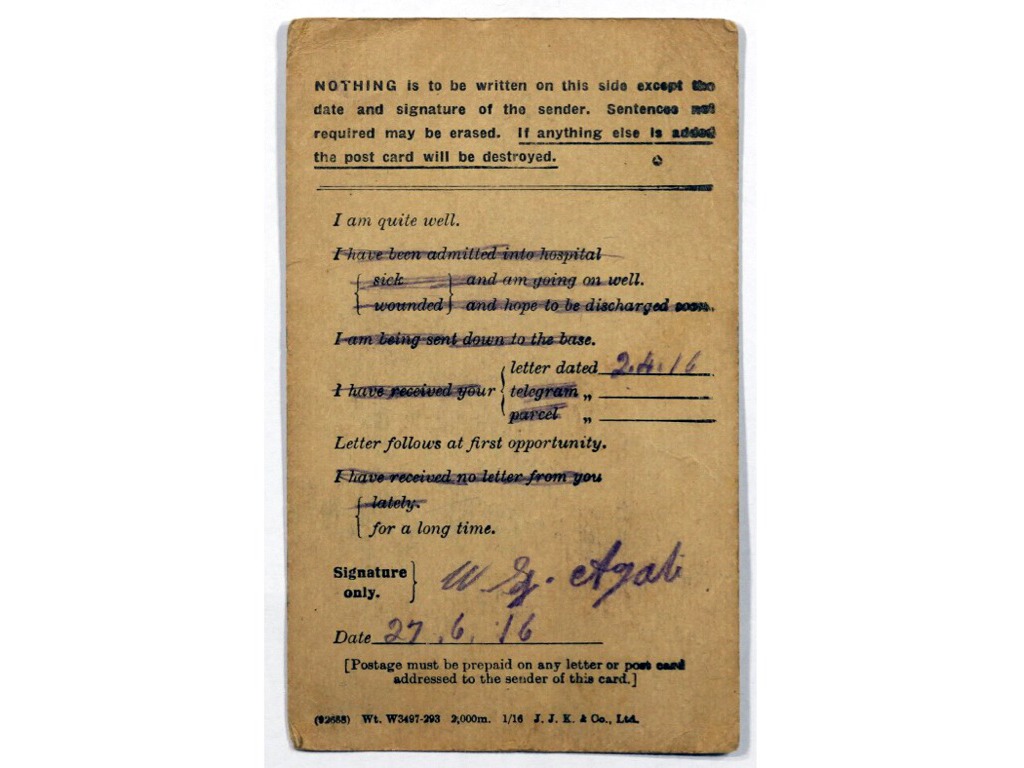 NOTHING is to be written on this side except the
date and signature of the sender. Sentences not
required may be erased. If anything else is added
the post card will be destroyed.
I am quite well.
I have been admitted into hospital
{ sick } and am going on well.
{ wounded } and hope to be discharged soon.
I am being sent down to the base.
I have received your { letter dated 2.4.16
telegram „
parcel „
Letter follows at first opportunity.
I have received no letter from you
{ lately.
for a long time.
Signature only. } W G. Agab
Date 27.6.16
[Postage must be prepaid on any letter or post card
addressed to the sender of this card.]
(92688) Wt. W3497-293 2,000m. 1/16 J. J. K. & Co., Ltd.